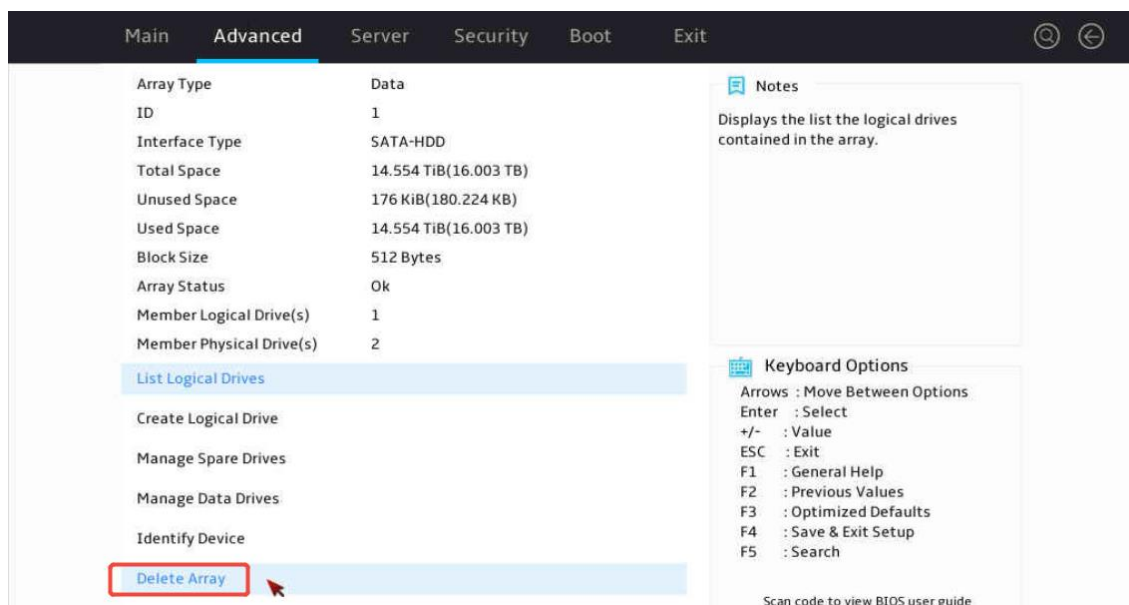 Main Advanced Server Security Boot Exit
Array Type Data
ID 1
Interface Type SATA-HDD
Total Space 14.554 TiB(16.003 TB)
Unused Space 176 KiB(180.224 KB)
Used Space 14.554 TiB(16.003 TB)
Block Size 512 Bytes
Array Status Ok
Member Logical Drive(s) 1
Member Physical Drive(s) 2
List Logical Drives
Create Logical Drive
Manage Spare Drives
Manage Data Drives
Identify Device
Delete Array
Notes
Displays the list the logical drives
contained in the array.
Keyboard Options
Arrows : Move Between Options
Enter : Select
+/- : Value
ESC : Exit
F1 : General Help
F2 : Previous Values
F3 : Optimized Defaults
F4 : Save & Exit Setup
F5 : Search
Scan code to view BIOS user guide